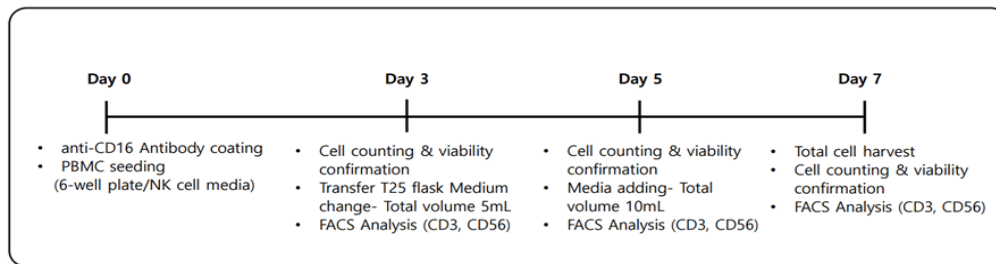 Day 0
Day 3
Day 5
Day 7
• anti-CD16 Antibody coating
• PBMC seeding
(6-well plate/NK cell media)
• Cell counting & viability
confirmation
• Transfer T25 flask Medium
change- Total volume 5mL
• FACS Analysis (CD3, CD56)
• Cell counting & viability
confirmation
• Media adding- Total
volume 10mL
• FACS Analysis (CD3, CD56)
• Total cell harvest
• Cell counting & viability
confirmation
• FACS Analysis (CD3, CD56)